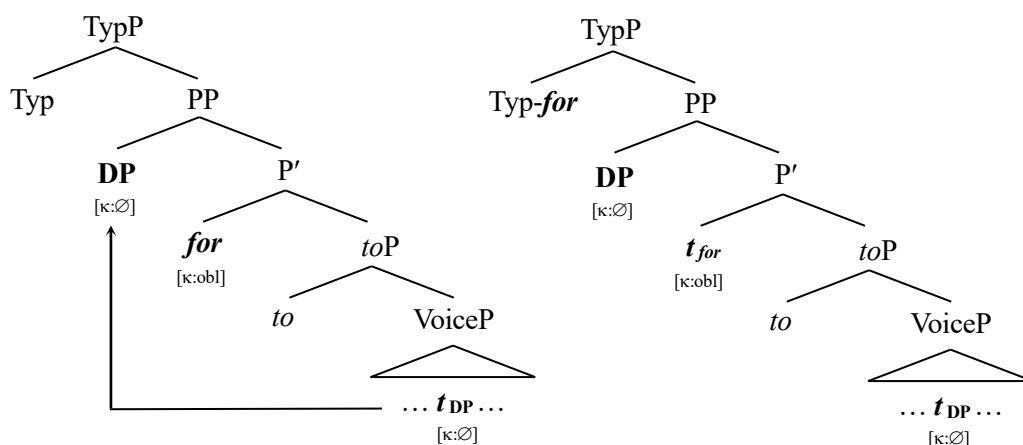 TypP
Typ PP
DP P′
[κ:∅]
for toP
[κ:obl]
to VoiceP
… t DP …
[κ:∅]
TypP
Typ-for PP
DP P′
[κ:∅]
t for toP
[κ:obl]
to VoiceP
… t DP …
[κ:∅]